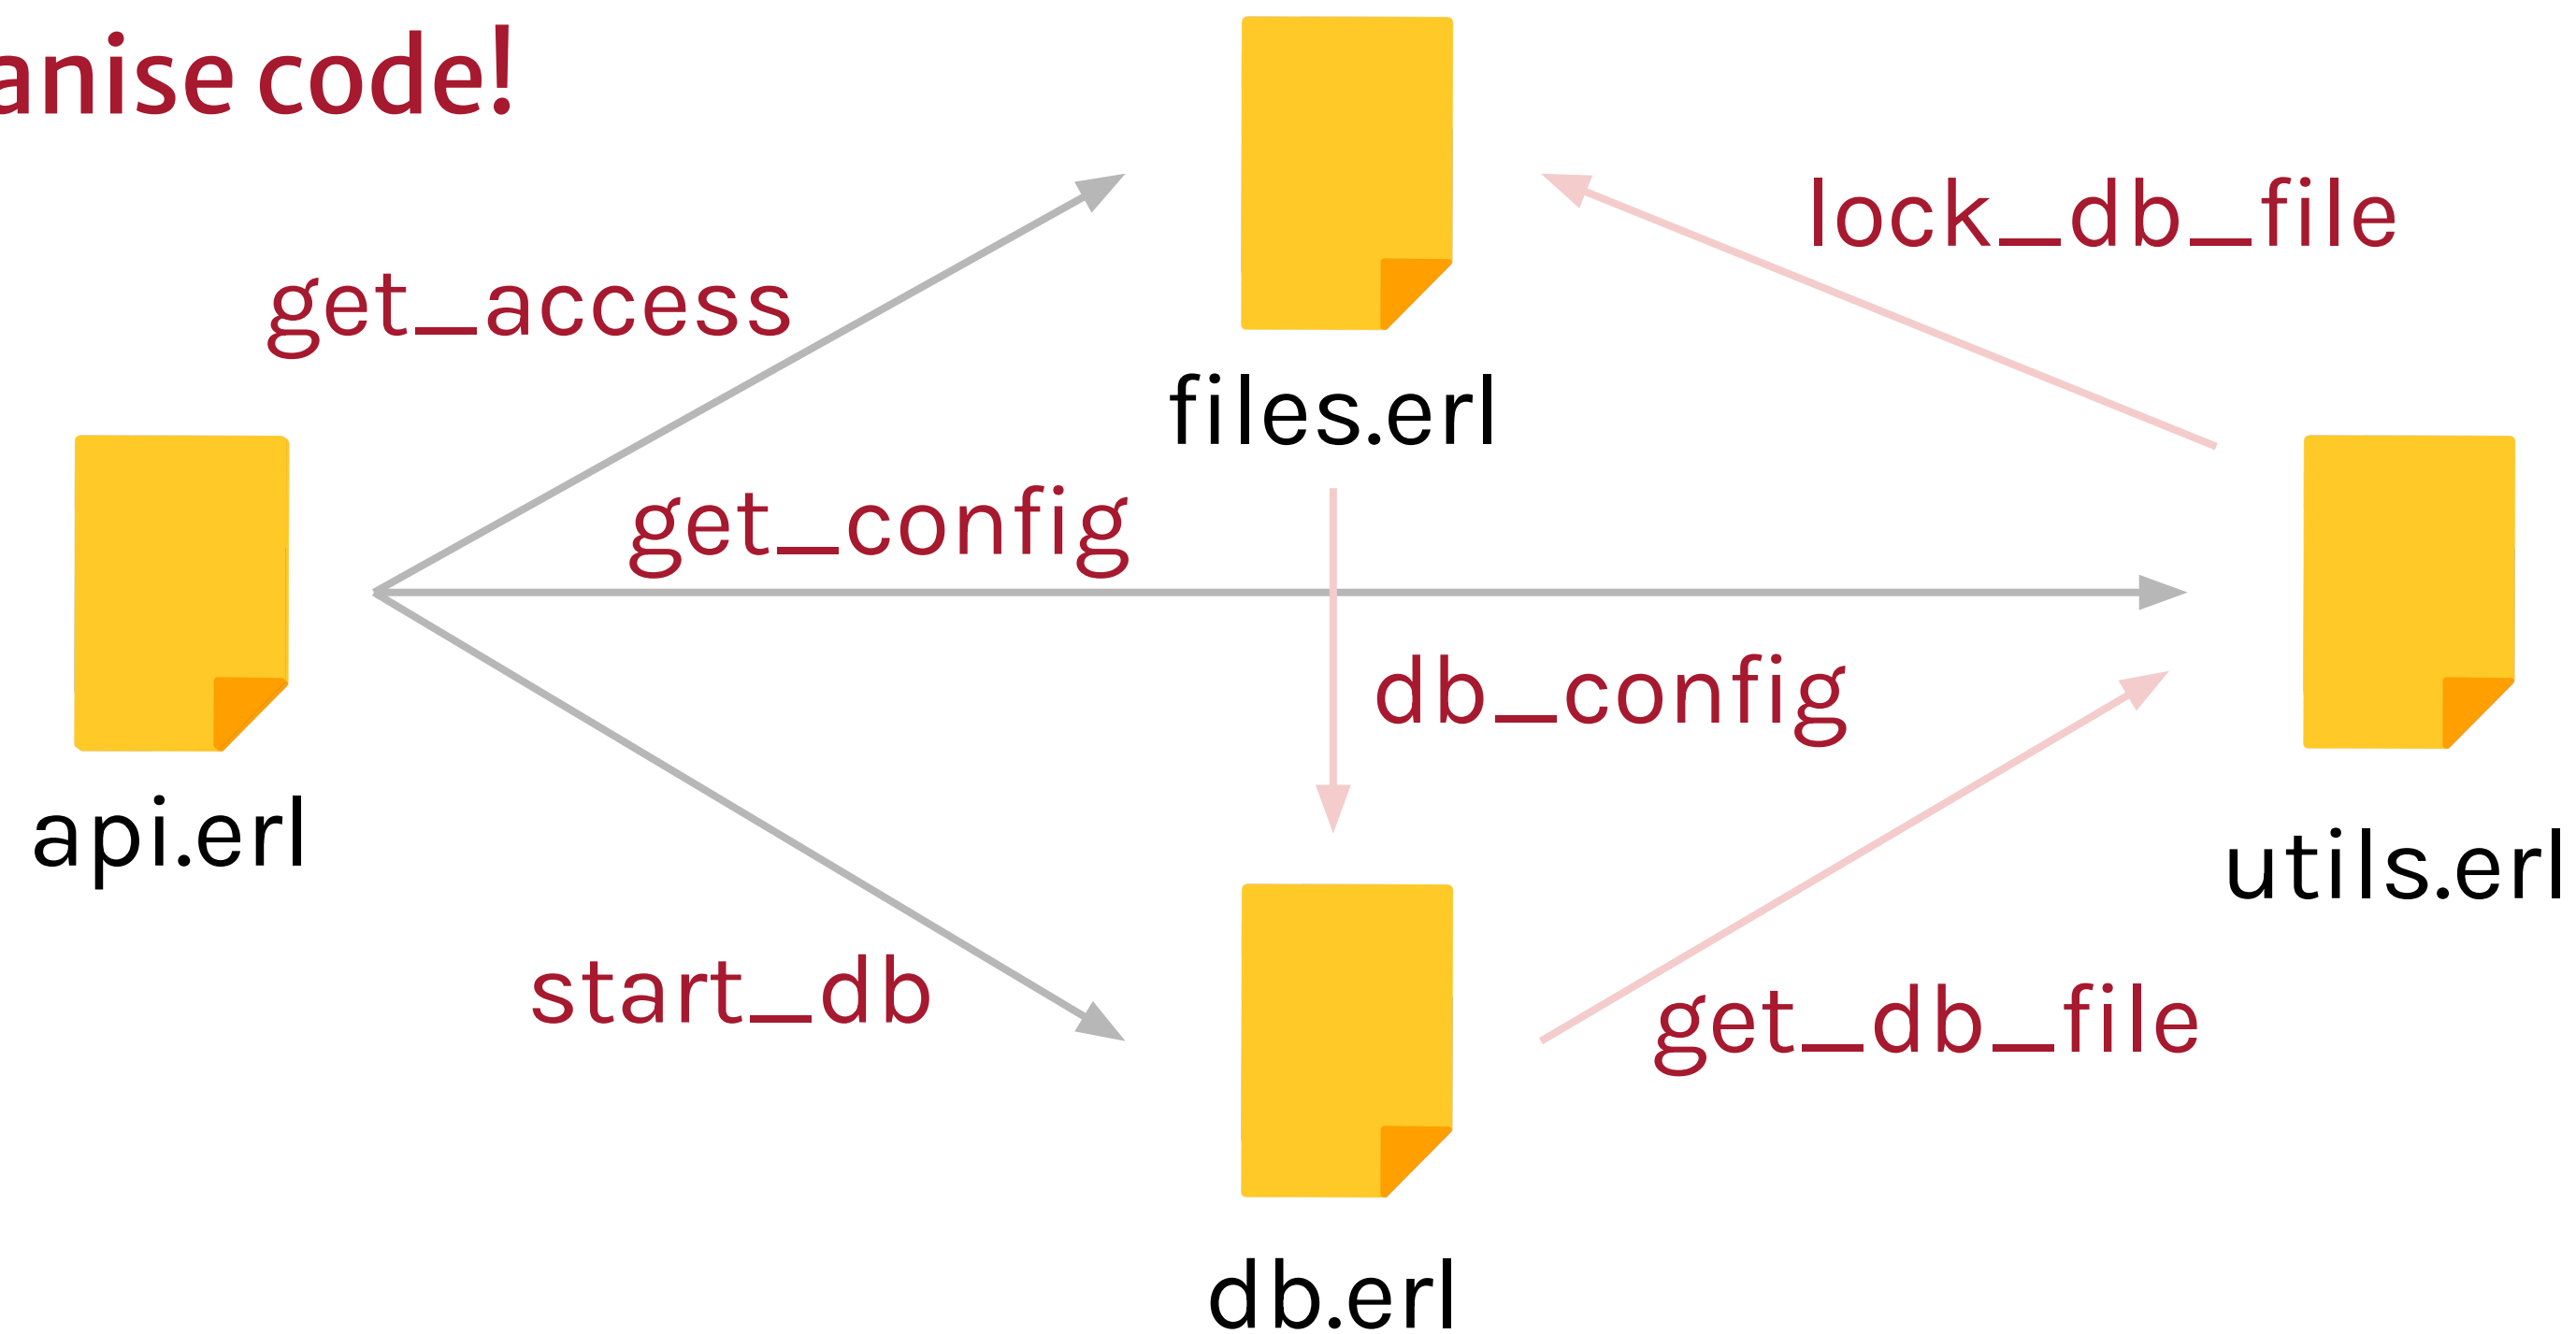 anise code!
lock_db_file
get_access
files.erl
get_config
db_config
api.erl
utils.erl
start_db
get_db_file
db.erl